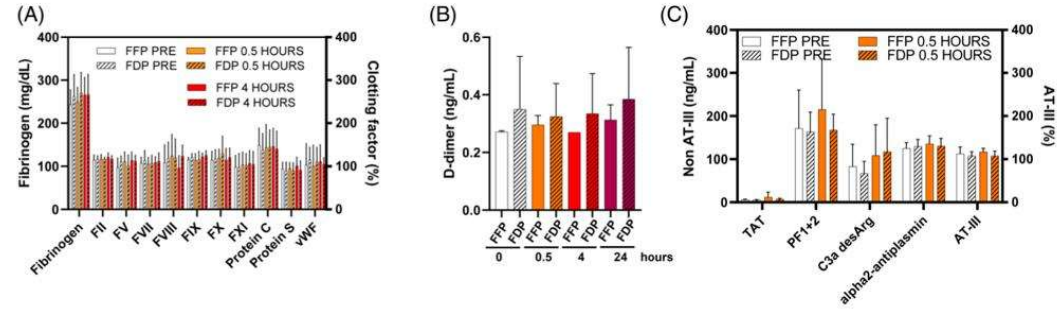 (A)
400
300
200
100
0
Fibrinogen (mg/dL)
FFP PRE
FDP PRE
FFP 0.5 HOURS
FDP 0.5 HOURS
FFP 4 HOURS
FDP 4 HOURS
400
300
200
100
0
Clotting factor (%)
Fibrinogen
FII
FV
FVII
FVIII
FIX
FX
FXI
Protein C
Protein S
vWF
(B)
0.6
0.4
0.2
0.0
D-dimer (ng/mL)
FFP FDP FFP FDP FFP FDP FFP FDP
0 0.5 4 24 hours
(C)
400
300
200
100
0
Non AT-III (ng/mL)
FFP PRE
FDP PRE
FFP 0.5 HOURS
FDP 0.5 HOURS
400
300
200
100
0
AT-III (%)
TAT
PF1+2
C3a desArg
alpha2-antiplasmin
AT-III